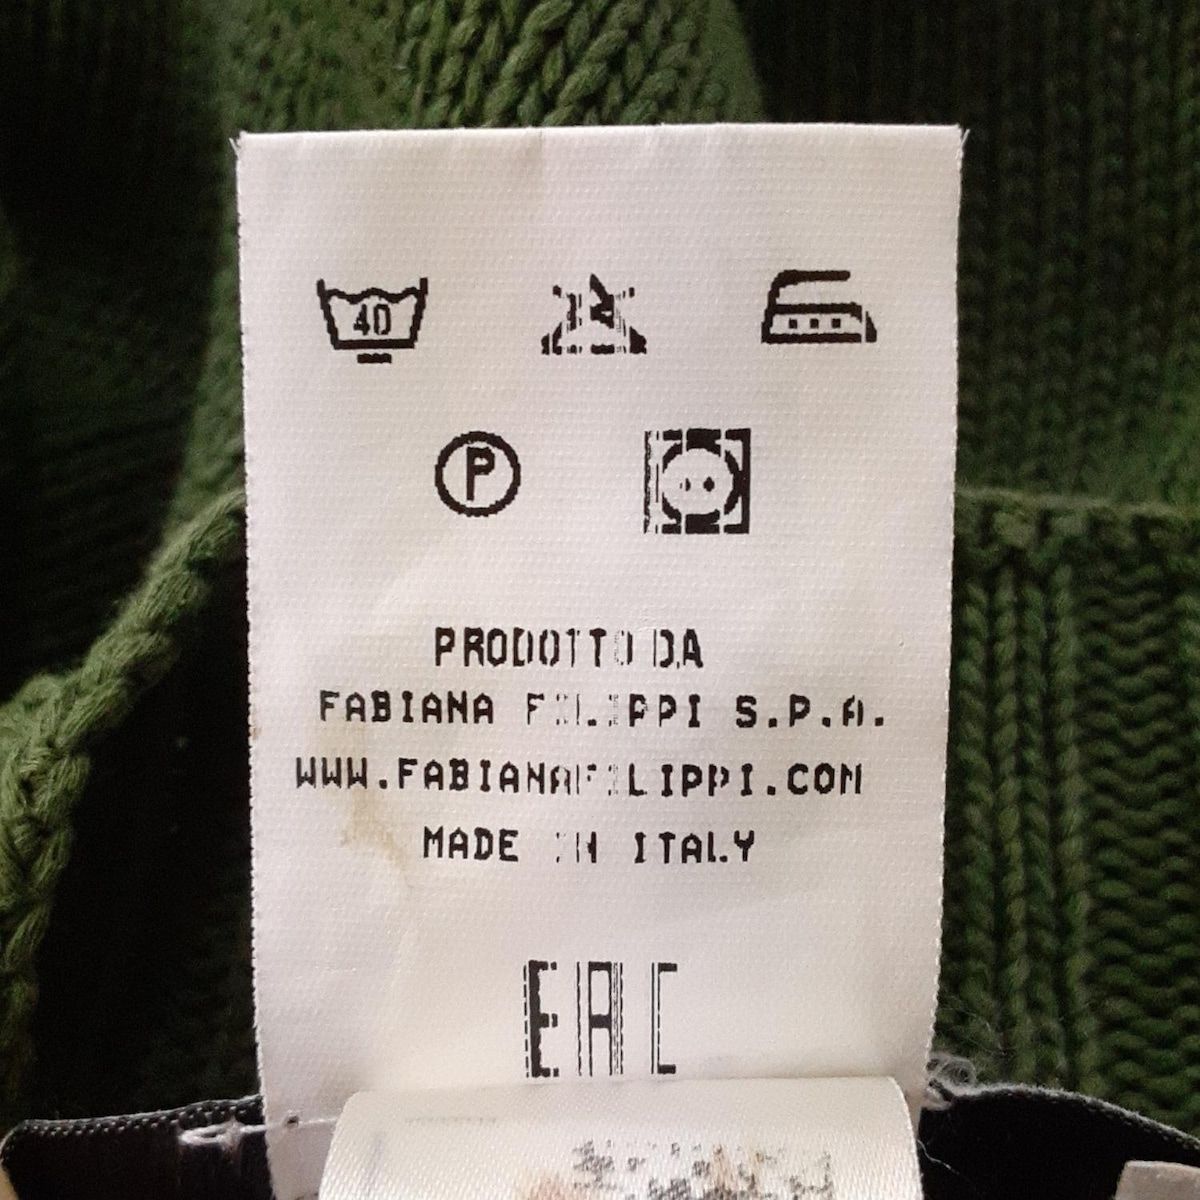 40
P
PRODOTTO DA
FABIANA FILIPPI S.P.A.
WWW.FABIANAFILIPPI.COM
MADE IN ITALY
EAC